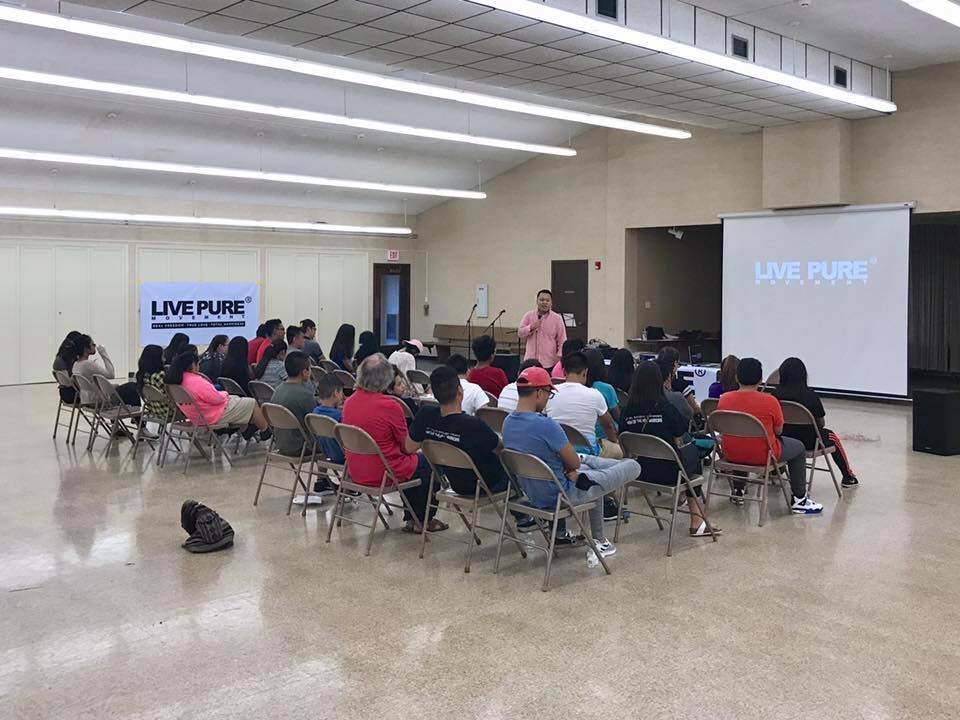 LIVE PURE®
MOVEMENT
REAL FREEDOM · TRUE LOVE · TOTAL HAPPINESS
EXIT
LIVE PURE®
MOVEMENT
E®